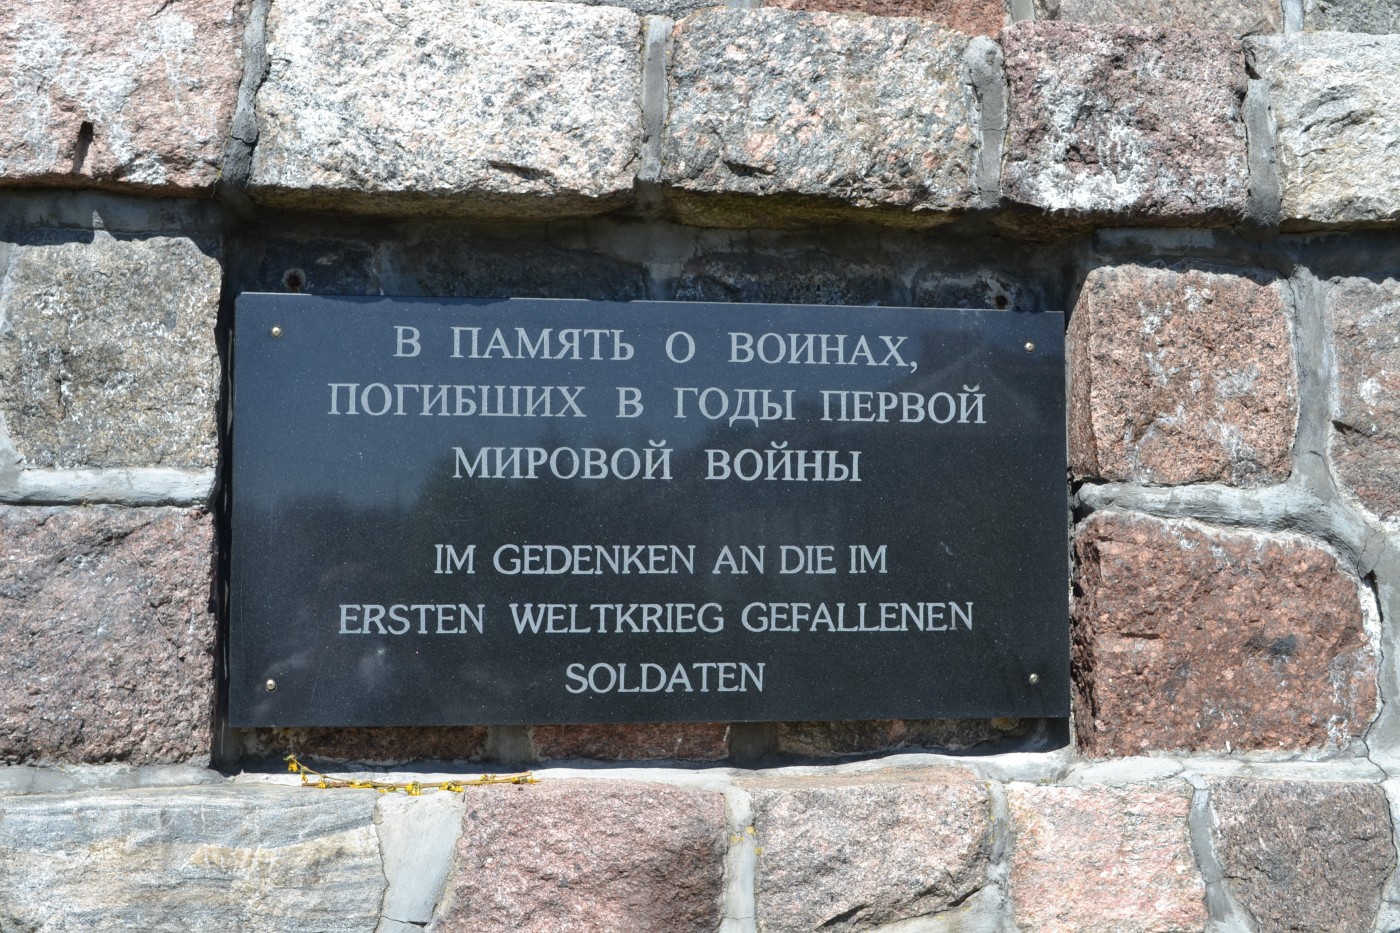 В ПАМЯТЬ О ВОИНАХ,
ПОГИБШИХ В ГОДЫ ПЕРВОЙ
МИРОВОЙ ВОЙНЫ
IM GEDENKEN AN DIE IM
ERSTEN WELTKRIEG GEFALLENEN
SOLDATEN